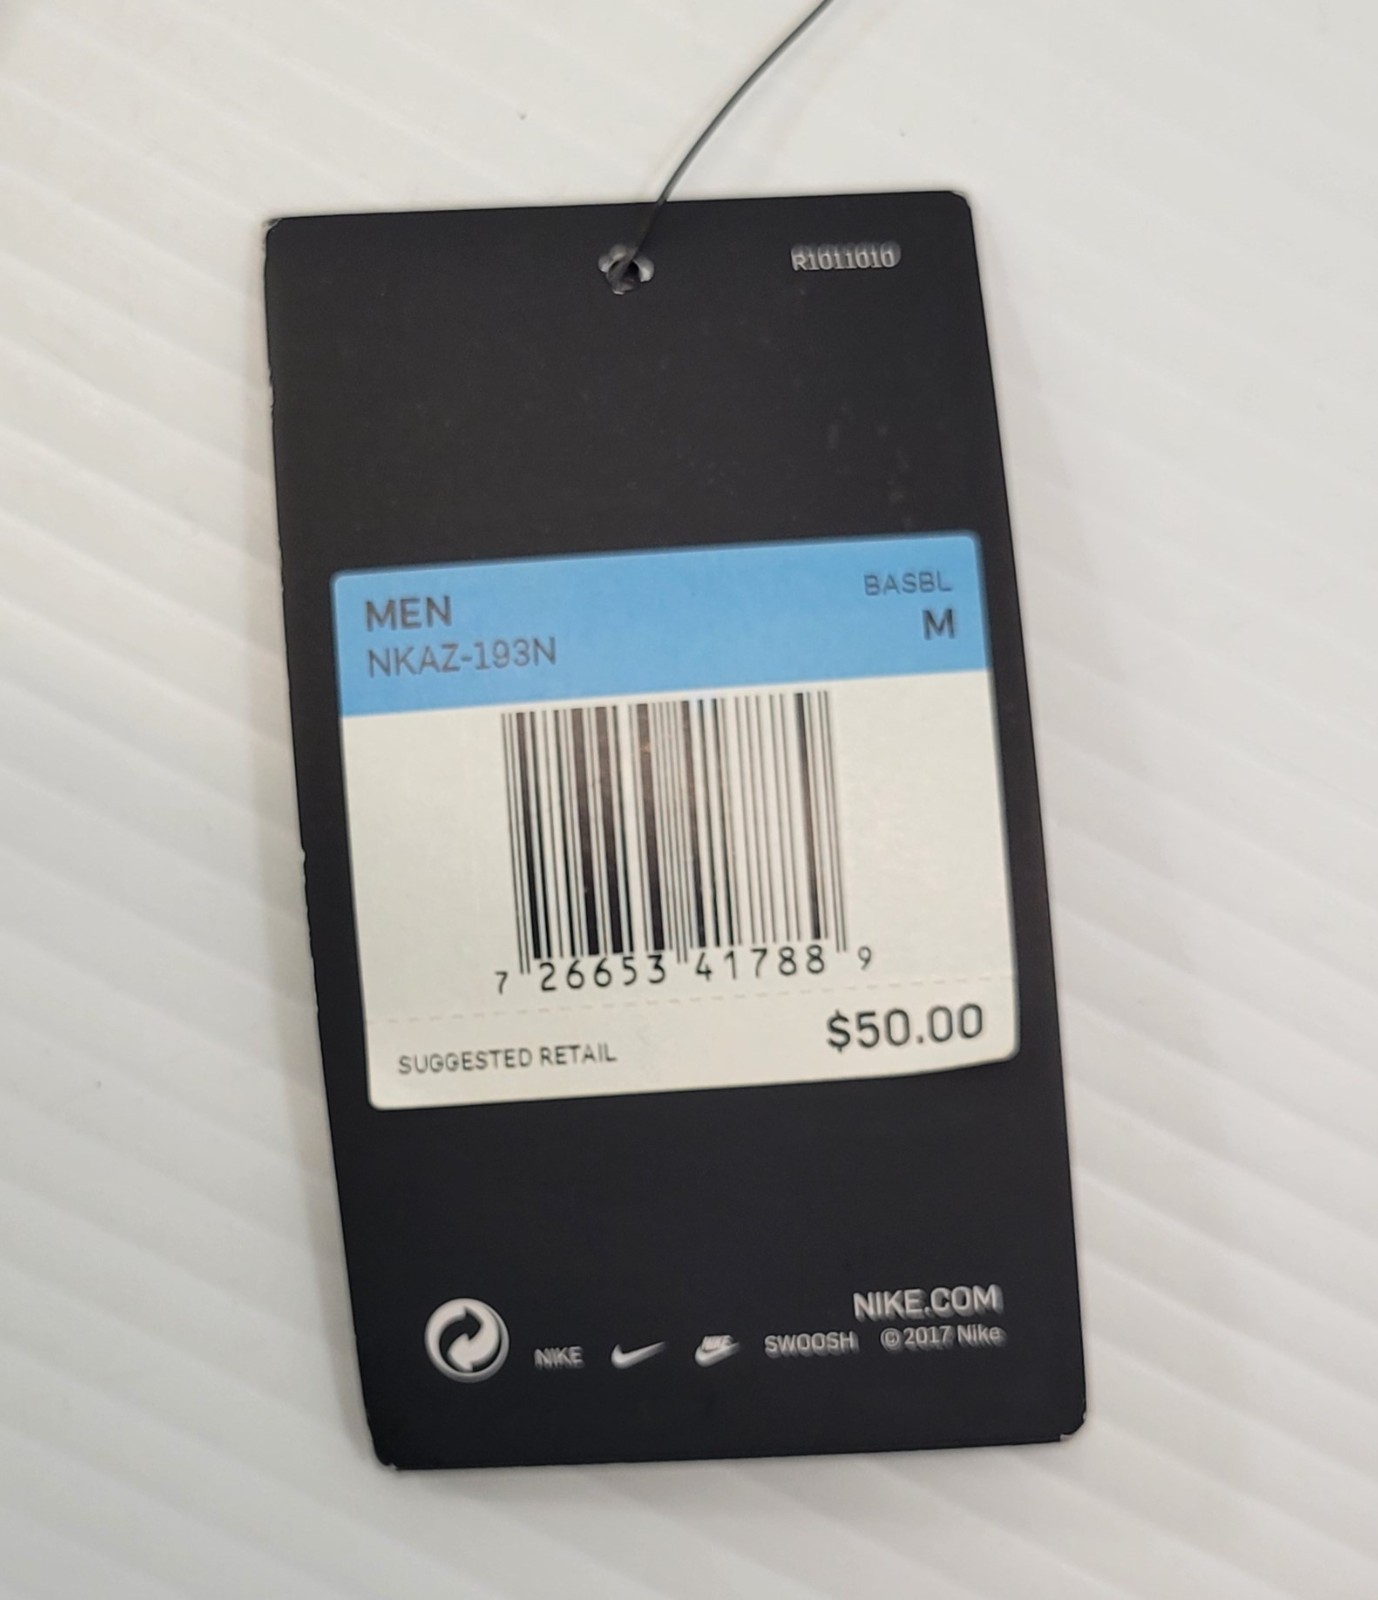 R1011010
MEN
BASBL
NKAZ-193N
M
7 26653 41788 9
SUGGESTED RETAIL
$50.00
NIKE.COM
NIKE NIKE SWOOSH ©2017 Nike